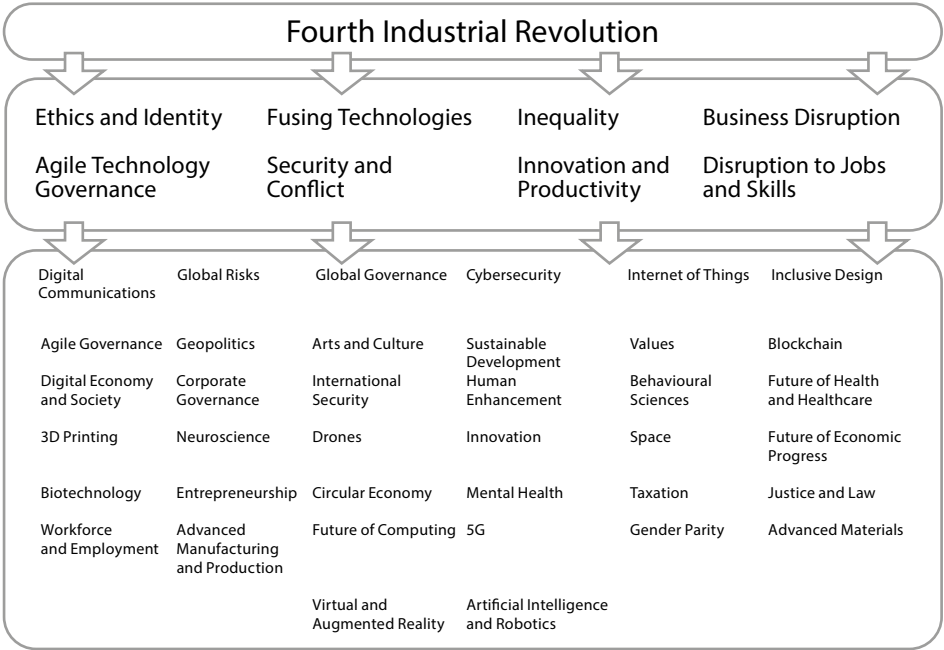 Fourth Industrial Revolution
Ethics and Identity
Fusing Technologies
Inequality
Business Disruption
Agile Technology
Governance
Security and
Conflict
Innovation and
Productivity
Disruption to Jobs
and Skills
Digital
Communications
Global Risks
Global Governance
Cybersecurity
Internet of Things
Inclusive Design
Agile Governance
Geopolitics
Arts and Culture
Sustainable
Development
Values
Blockchain
Digital Economy
and Society
Corporate
Governance
International
Security
Human
Enhancement
Behavioural
Sciences
Future of Health
and Healthcare
3D Printing
Neuroscience
Drones
Innovation
Space
Future of Economic
Progress
Biotechnology
Entrepreneurship
Circular Economy
Mental Health
Taxation
Justice and Law
Workforce
and Employment
Advanced
Manufacturing
and Production
Future of Computing
5G
Gender Parity
Advanced Materials
Virtual and
Augmented Reality
Artificial Intelligence
and Robotics